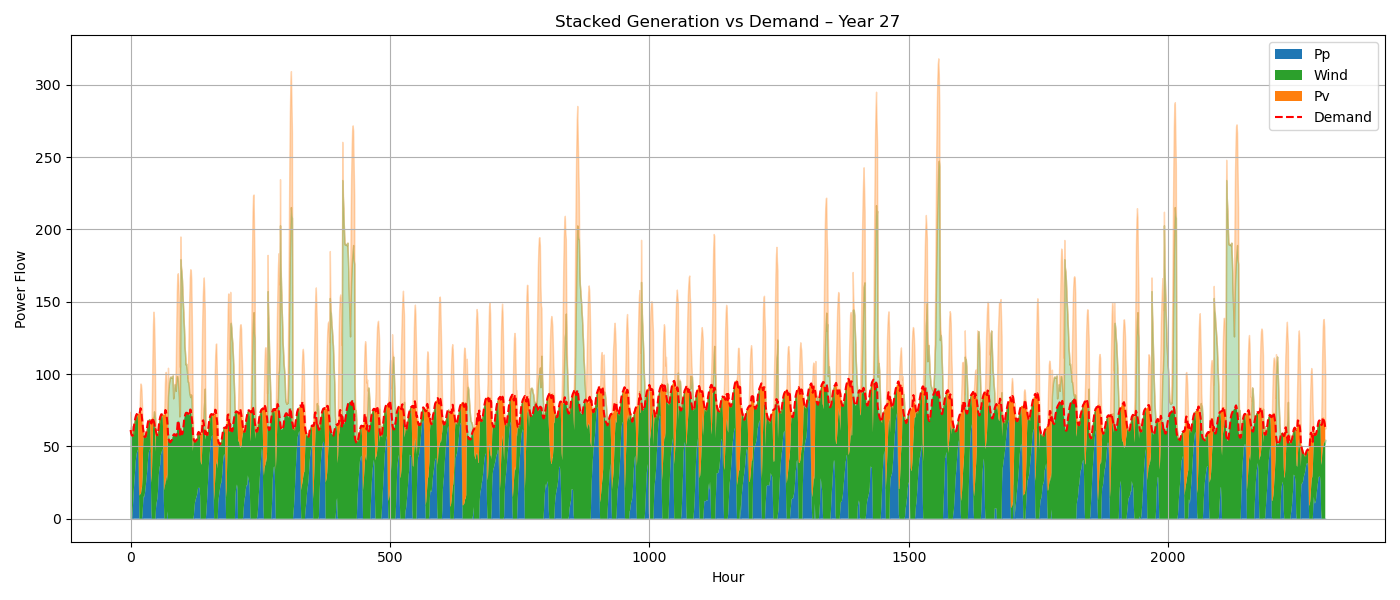 Stacked Generation vs Demand – Year 27
Pp
Wind
Pv
Demand
Power Flow
300
250
200
150
100
50
0
0 500 1000 1500 2000
Hour